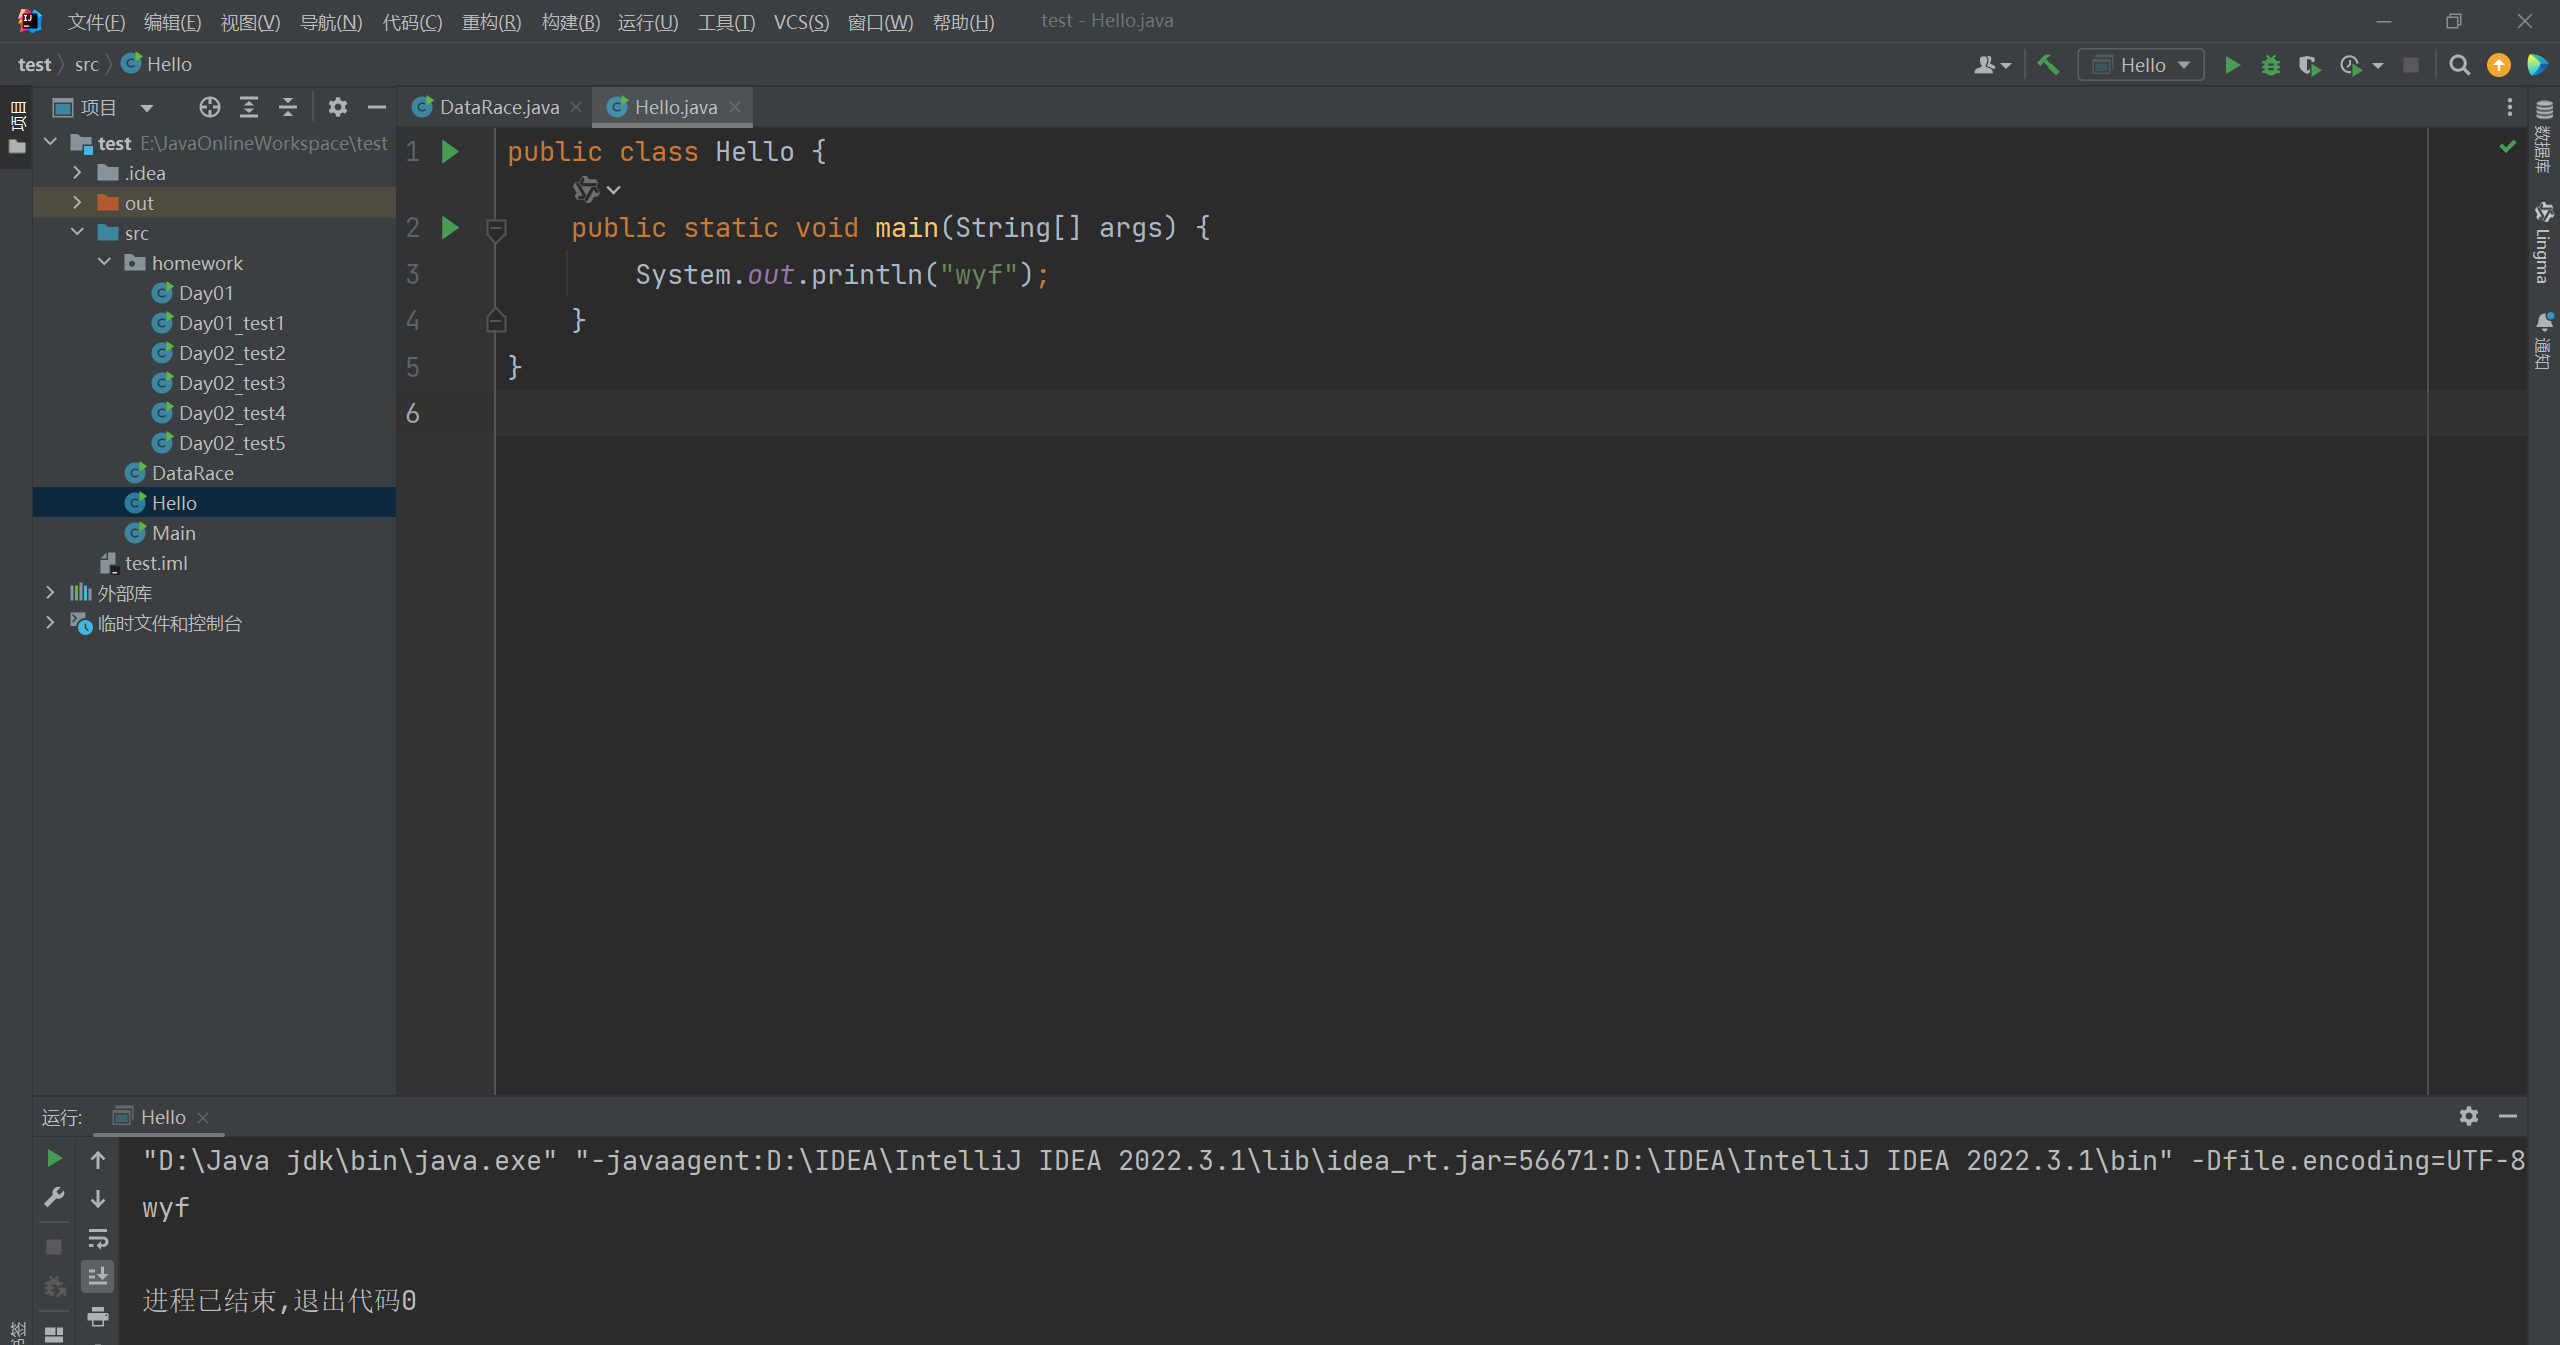 文件(F) 编辑(E) 视图(V) 导航(N) 代码(C) 重构(R) 构建(B) 运行(U) 工具(T) VCS(S) 窗口(W) 帮助(H) test - Hello.java
test src Hello
Hello
项目
项目
DataRace.java Hello.java
test E:\JavaOnlineWorkspace\test
.idea
out
src
homework
Day01
Day01_test1
Day02_test2
Day02_test3
Day02_test4
Day02_test5
DataRace
Hello
Main
test.iml
外部库
临时文件和控制台
1 public class Hello {
2 public static void main(String[] args) {
3 System.out.println("wyf");
4 }
5 }
6
数据库
Lingma
通知
运行: Hello
"D:\Java jdk\bin\java.exe" "-javaagent:D:\IDEA\IntelliJ IDEA 2022.3.1\lib\idea_rt.jar=56671:D:\IDEA\IntelliJ IDEA 2022.3.1\bin" -Dfile.encoding=UTF-8
wyf
进程已结束,退出代码0